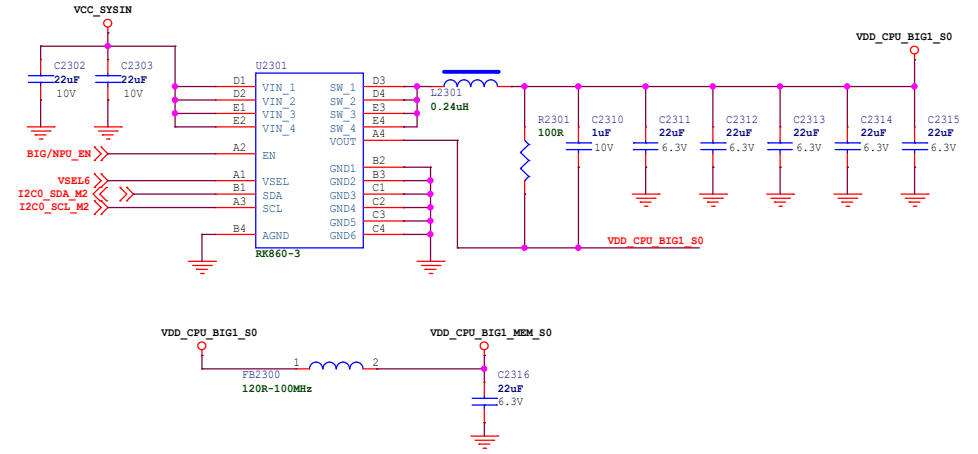 VCC_SYSIN
VDD_CPU_BIG1_S0
C2302
22uF
10V
C2303
22uF
10V
U2301
D1 VIN_1 SW_1 D3
D2 VIN_2 SW_2 D4
E1 VIN_3 SW_3 E3
E2 VIN_4 SW_4 E4
VOUT A4
BIG/NPU_EN A2 EN
GND1 B2
VSEL6 A1 VSEL GND2 B3
I2C0_SDA_M2 B1 SDA GND3 C1
I2C0_SCL_M2 A3 SCL GND4 C2
GND5 C3
B4 AGND GND6 C4
RK860-3
L2301
0.24uH
R2301
100R
C2310
1uF
10V
C2311
22uF
6.3V
C2312
22uF
6.3V
C2313
22uF
6.3V
C2314
22uF
6.3V
C2315
22uF
6.3V
VDD_CPU_BIG1_S0
VDD_CPU_BIG1_S0
VDD_CPU_BIG1_MEM_S0
1 2
FB2300
120R-100MHz
C2316
22uF
6.3V